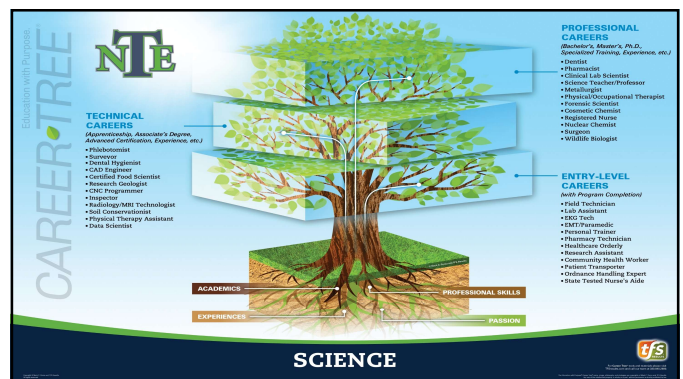 Education with Purpose
CAREER TREE
NTE
TECHNICAL
CAREERS
(Apprenticeship, Associate's Degree,
Advanced Certification, Experience, etc.)
• Phlebotomist
• Surveyor
• Dental Hygienist
• CAD Engineer
• Certified Food Scientist
• Research Geologist
• CNC Programmer
• Inspector
• Radiology/MRI Technologist
• Soil Conservationist
• Physical Therapy Assistant
• Data Scientist
PROFESSIONAL
CAREERS
(Bachelor's, Master's, Ph.D.,
Specialized Training, Experience, etc.)
• Dentist
• Pharmacist
• Clinical Lab Scientist
• Science Teacher/Professor
• Metallurgist
• Physical/Occupational Therapist
• Forensic Scientist
• Cosmetic Chemist
• Registered Nurse
• Nuclear Chemist
• Surgeon
• Wildlife Biologist
ENTRY-LEVEL
CAREERS
(with Program Completion)
• Field Technician
• Lab Assistant
• EKG Tech
• EMT/Paramedic
• Personal Trainer
• Pharmacy Technician
• Healthcare Orderly
• Research Assistant
• Community Health Worker
• Patient Transporter
• Ordnance Handling Expert
• State Tested Nurse's Aide
ACADEMICS
PROFESSIONAL SKILLS
EXPERIENCES
PASSION
SCIENCE
tfs